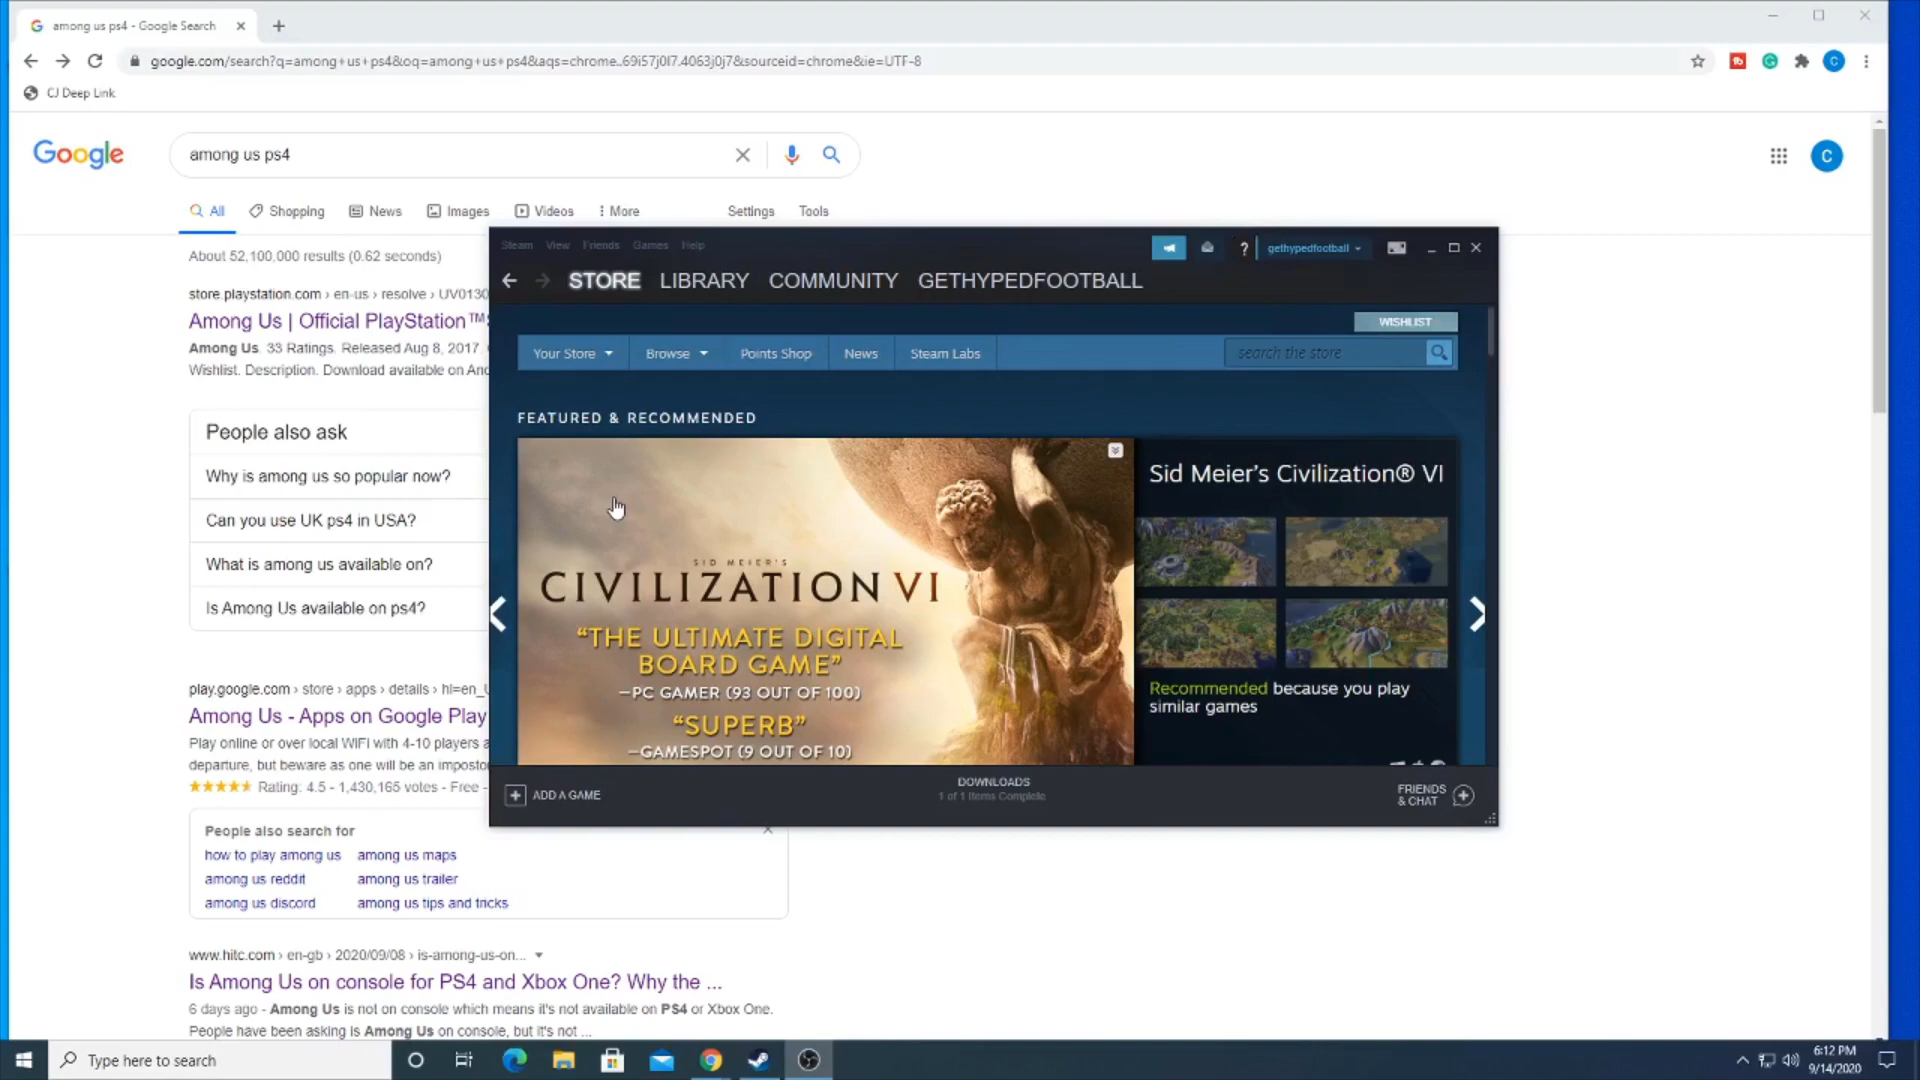 among us ps4 - Google Search
google.com/search?q=among+us+ps4&oq=among+us+ps4&aqs=chrome..69i57j0l7.4063j0j7&sourceid=chrome&ie=UTF-8
CJ Deep Link
Google
among us ps4
C
All
Shopping
News
Images
Videos
More
Settings
Tools
About 52,100,000 results (0.62 seconds)
store.playstation.com › en-us › resolve › UV0130
Among Us | Official PlayStation™
Among Us. 33 Ratings. Released Aug 8, 2017.
Wishlist. Description. Download available on
People also ask
Why is among us so popular now?
Can you use UK ps4 in USA?
What is among us available on?
Is Among Us available on ps4?
play.google.com › store › apps › details › hl=en_
Among Us - Apps on Google Play
Play online or over local WiFi with 4-10 players
departure, but beware as one will be an
Rating: 4.5 - 1,430,165 votes - Free -
People also search for
how to play among us
among us maps
among us reddit
among us trailer
among us discord
among us tips and tricks
www.hitc.com › en-gb › 2020/09/08 › is-among-us-on...
Is Among Us on console for PS4 and Xbox One? Why the ...
6 days ago - Among Us is not on console which means it's not available on PS4 or Xbox One.
People have been asking is Among Us on console, but it's not ...
Steam View Friends Games Help
gethypedfootball
STORE LIBRARY COMMUNITY GETHYPEDFOOTBALL
WISHLIST
Your Store
Browse
Points Shop
News
Steam Labs
search the store
FEATURED & RECOMMENDED
SID MEIER'S
CIVILIZATION VI
“THE ULTIMATE DIGITAL
BOARD GAME”
—PC GAMER (93 OUT OF 100)
“SUPERB”
—GAMESPOT (9 OUT OF 10)
Sid Meier’s Civilization® VI
Recommended because you play
similar games
ADD A GAME
DOWNLOADS
1 of 1 Items Complete
FRIENDS
& CHAT
Type here to search
6:12 PM
9/14/2020